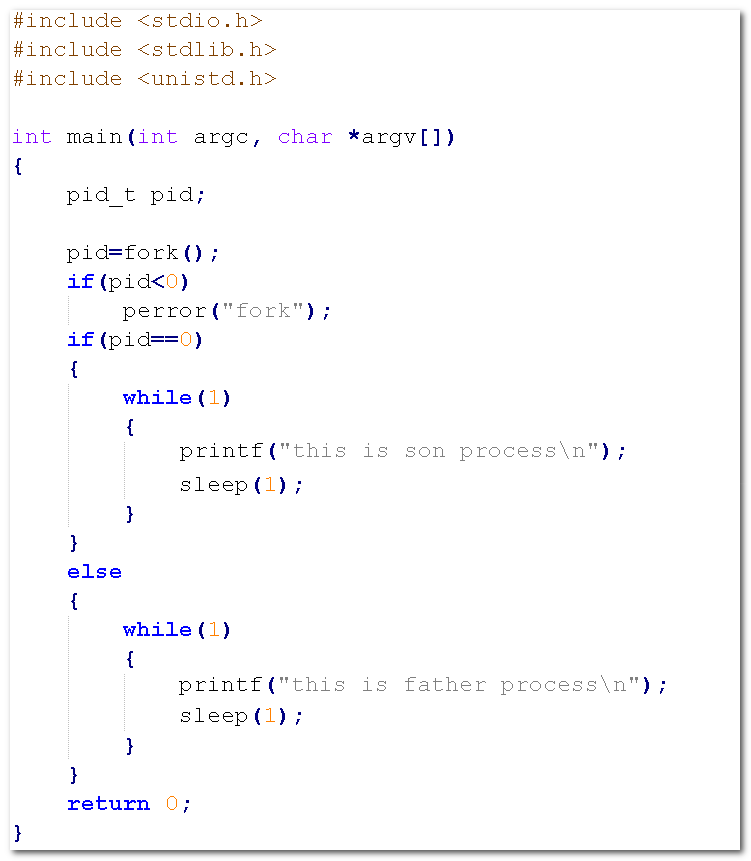 #include <stdio.h>
#include <stdlib.h>
#include <unistd.h>
int main(int argc, char *argv[])
{
    pid_t pid;
    pid=fork();
    if(pid<0)
        perror("fork");
    if(pid==0)
    {
        while(1)
        {
            printf("this is son process\n");
            sleep(1);
        }
    }
    else
    {
        while(1)
        {
            printf("this is father process\n");
            sleep(1);
        }
    }
    return 0;
}